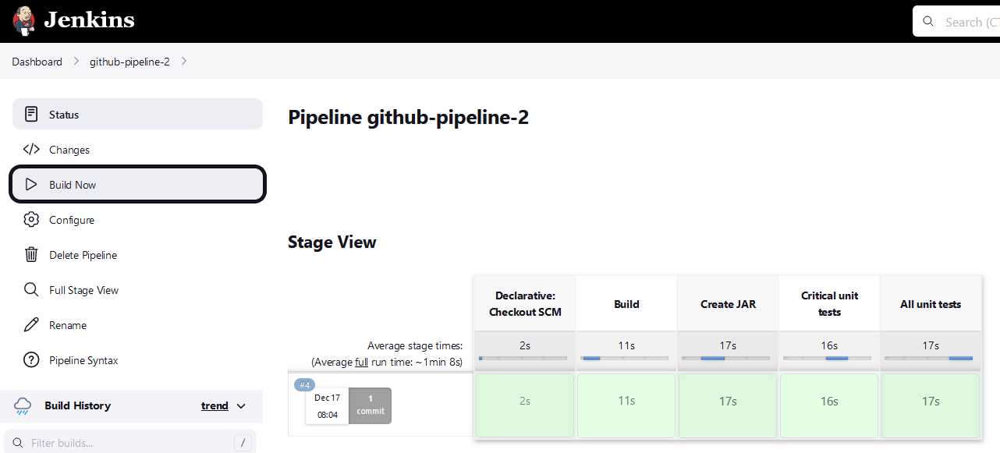 Jenkins
Search (CT
Dashboard
github-pipeline-2
Status
Changes
Build Now
Configure
Delete Pipeline
Full Stage View
Rename
Pipeline Syntax
Build History
trend
Filter builds...
/
Pipeline github-pipeline-2
Stage View
Declarative:
Checkout SCM
Build
Create JAR
Critical unit
tests
All unit tests
Average stage times:
(Average full run time: ~1min 8s)
2s
11s
17s
16s
17s
#4
Dec 17
08:04
1
commit
2s
11s
17s
16s
17s